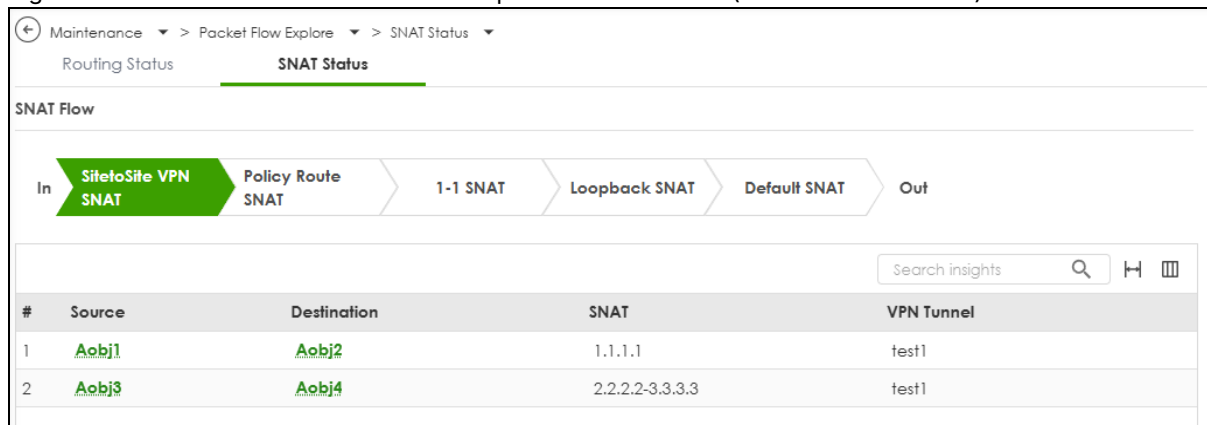 Maintenance > Packet Flow Explore > SNAT Status
Routing Status SNAT Status
SNAT Flow
In SitetoSite VPN SNAT Policy Route SNAT 1-1 SNAT Loopback SNAT Default SNAT Out
Search insights
# Source Destination SNAT VPN Tunnel
1 Aobj1 Aobj2 1.1.1.1 test1
2 Aobj3 Aobj4 2.2.2.2-3.3.3.3 test1